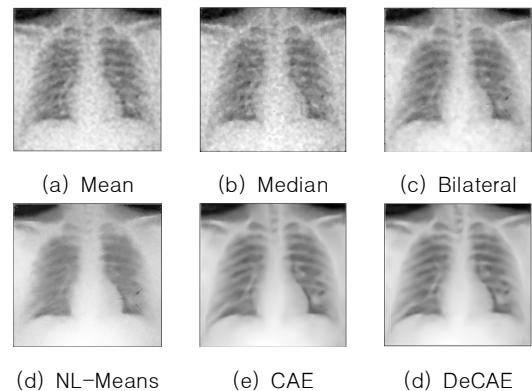 (a) Mean
(b) Median
(c) Bilateral
(d) NL-Means
(e) CAE
(d) DeCAE